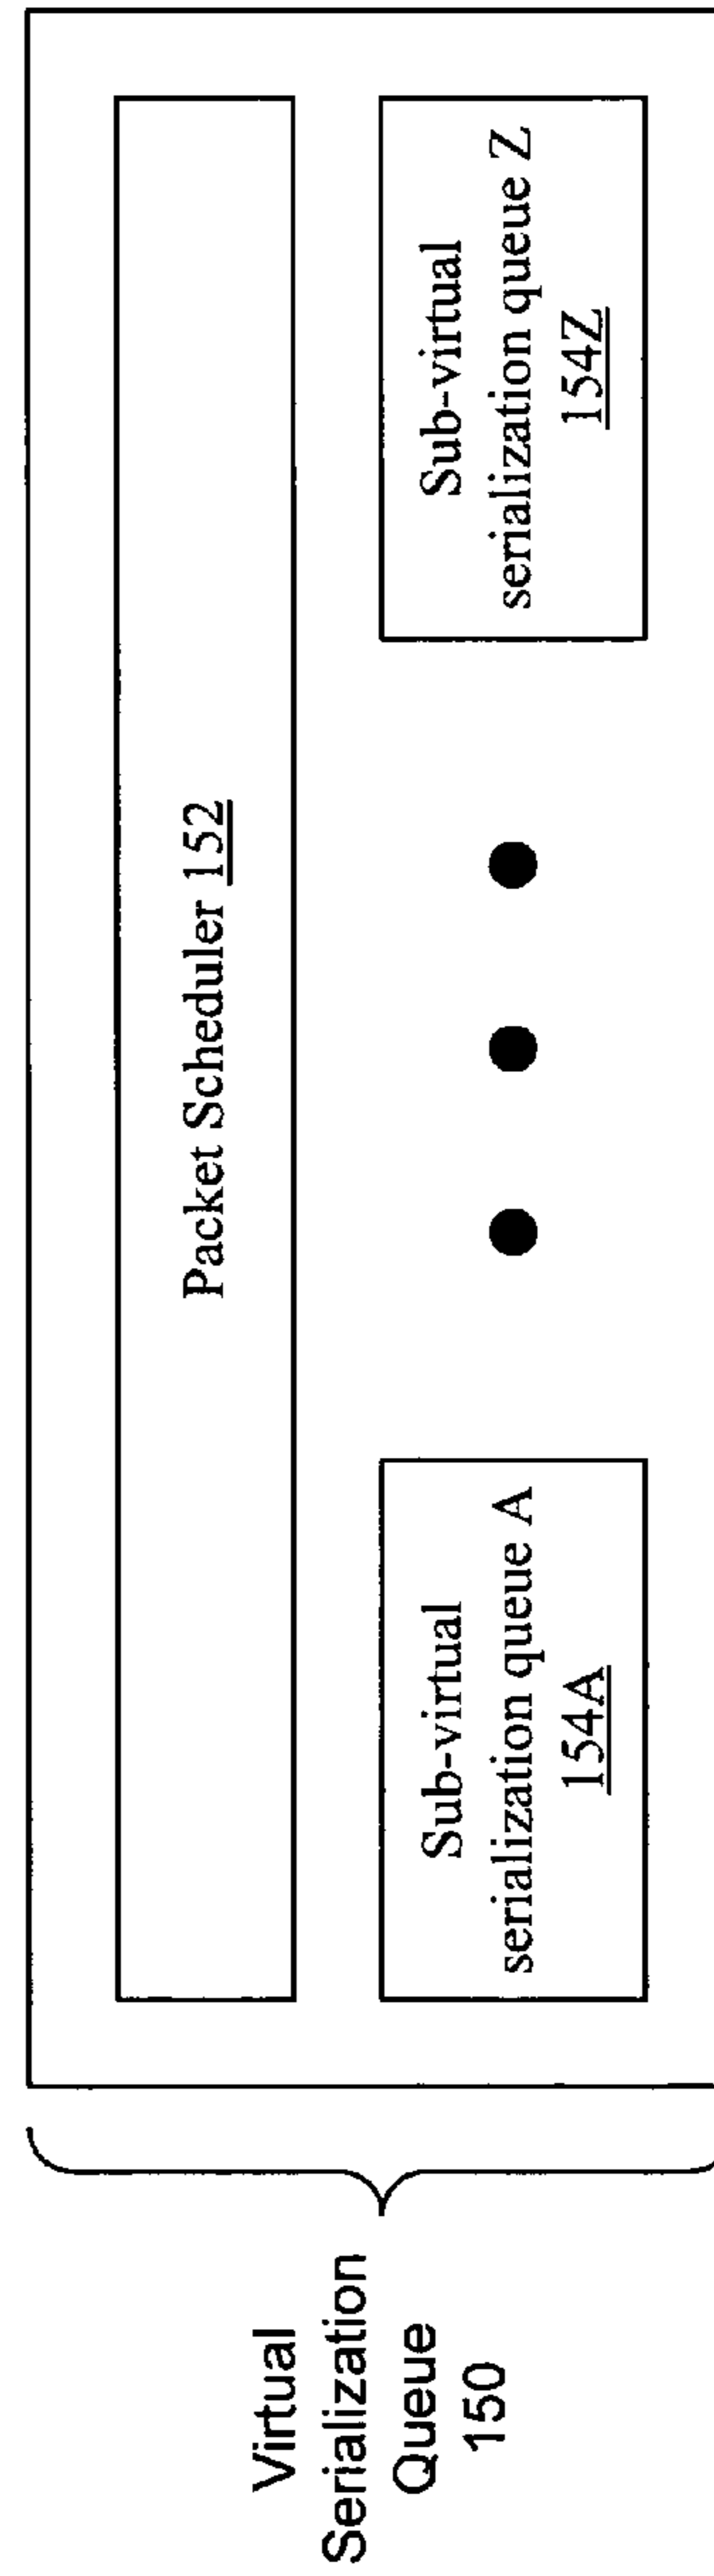 Virtual
Serialization
Queue
150
Packet Scheduler 152
Sub-virtual
serialization queue A
154A
Sub-virtual
serialization queue Z
154Z